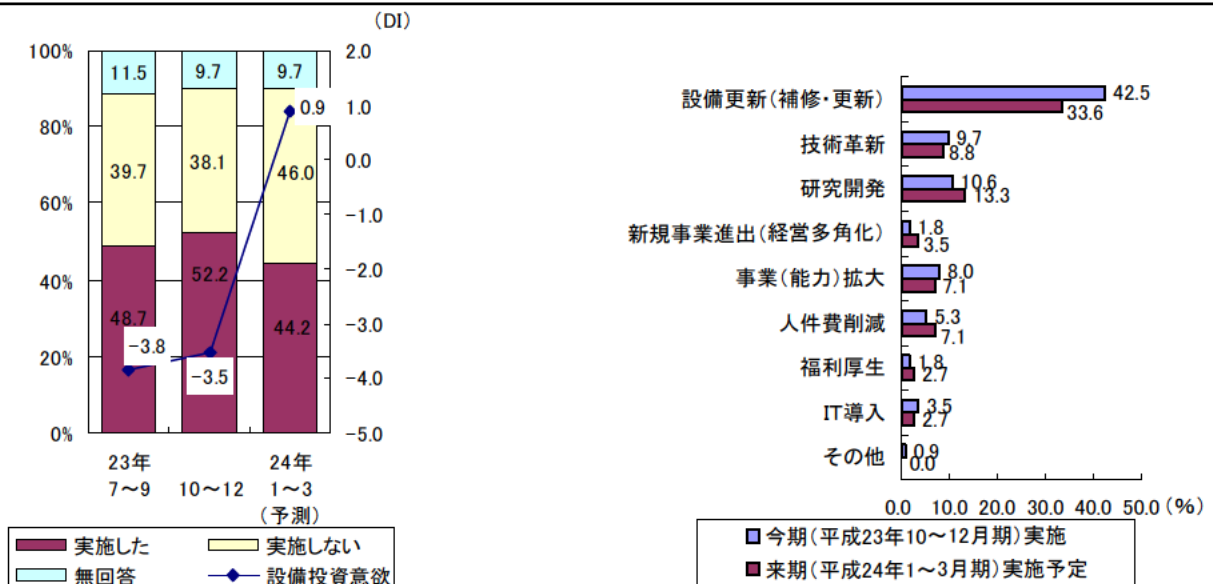 (DI)
100%
80%
60%
40%
20%
0%
2.0
1.0
0.0
-1.0
-2.0
-3.0
-4.0
-5.0
11.5
9.7
9.7
39.7
38.1
46.0
48.7
52.2
44.2
-3.8
-3.5
0.9
23年
7～9
10～12
24年
1～3
(予測)
実施した
実施しない
無回答
設備投資意欲
設備更新(補修・更新)
42.5
33.6
技術革新
9.7
8.8
研究開発
10.6
13.3
新規事業進出(経営多角化)
1.8
3.5
事業(能力)拡大
8.0
7.1
人件費削減
5.3
7.1
福利厚生
1.8
2.7
IT導入
3.5
2.7
その他
0.9
0.0
0.0 10.0 20.0 30.0 40.0 50.0 (%)
今期(平成23年10～12月期)実施
来期(平成24年1～3月期)実施予定